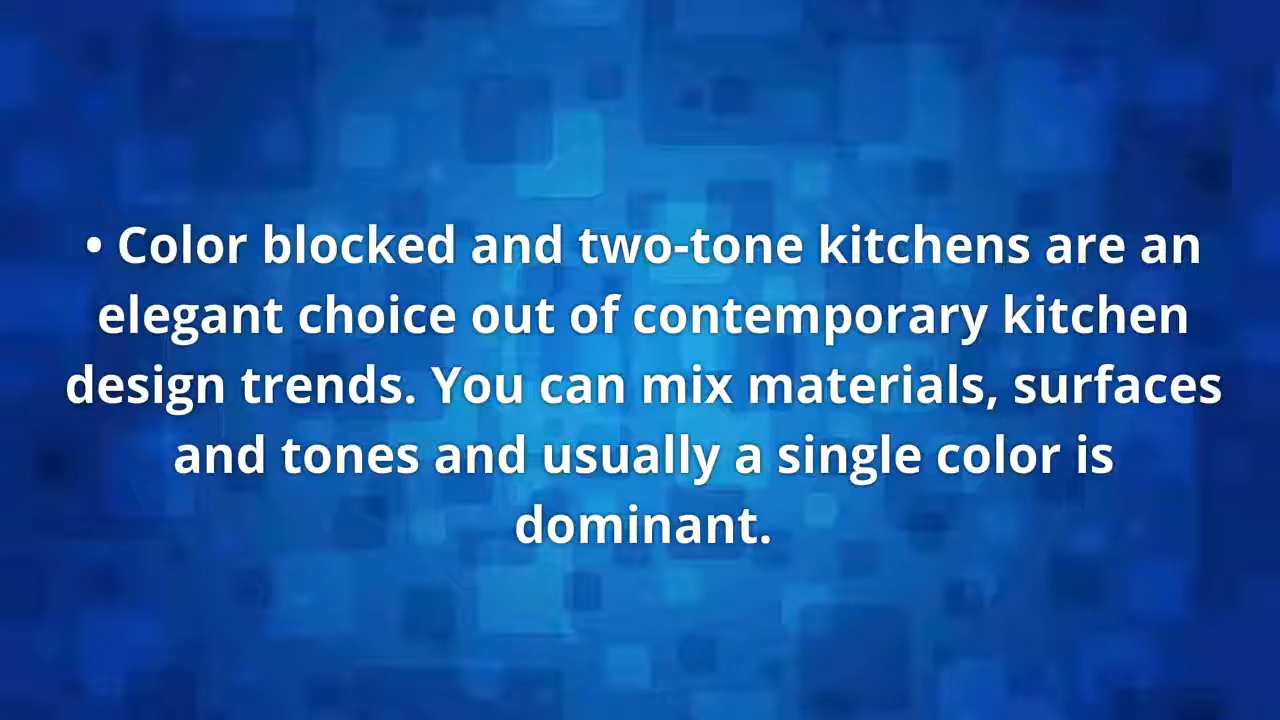 • Color blocked and two-tone kitchens are an
elegant choice out of contemporary kitchen
design trends. You can mix materials, surfaces
and tones and usually a single color is
dominant.